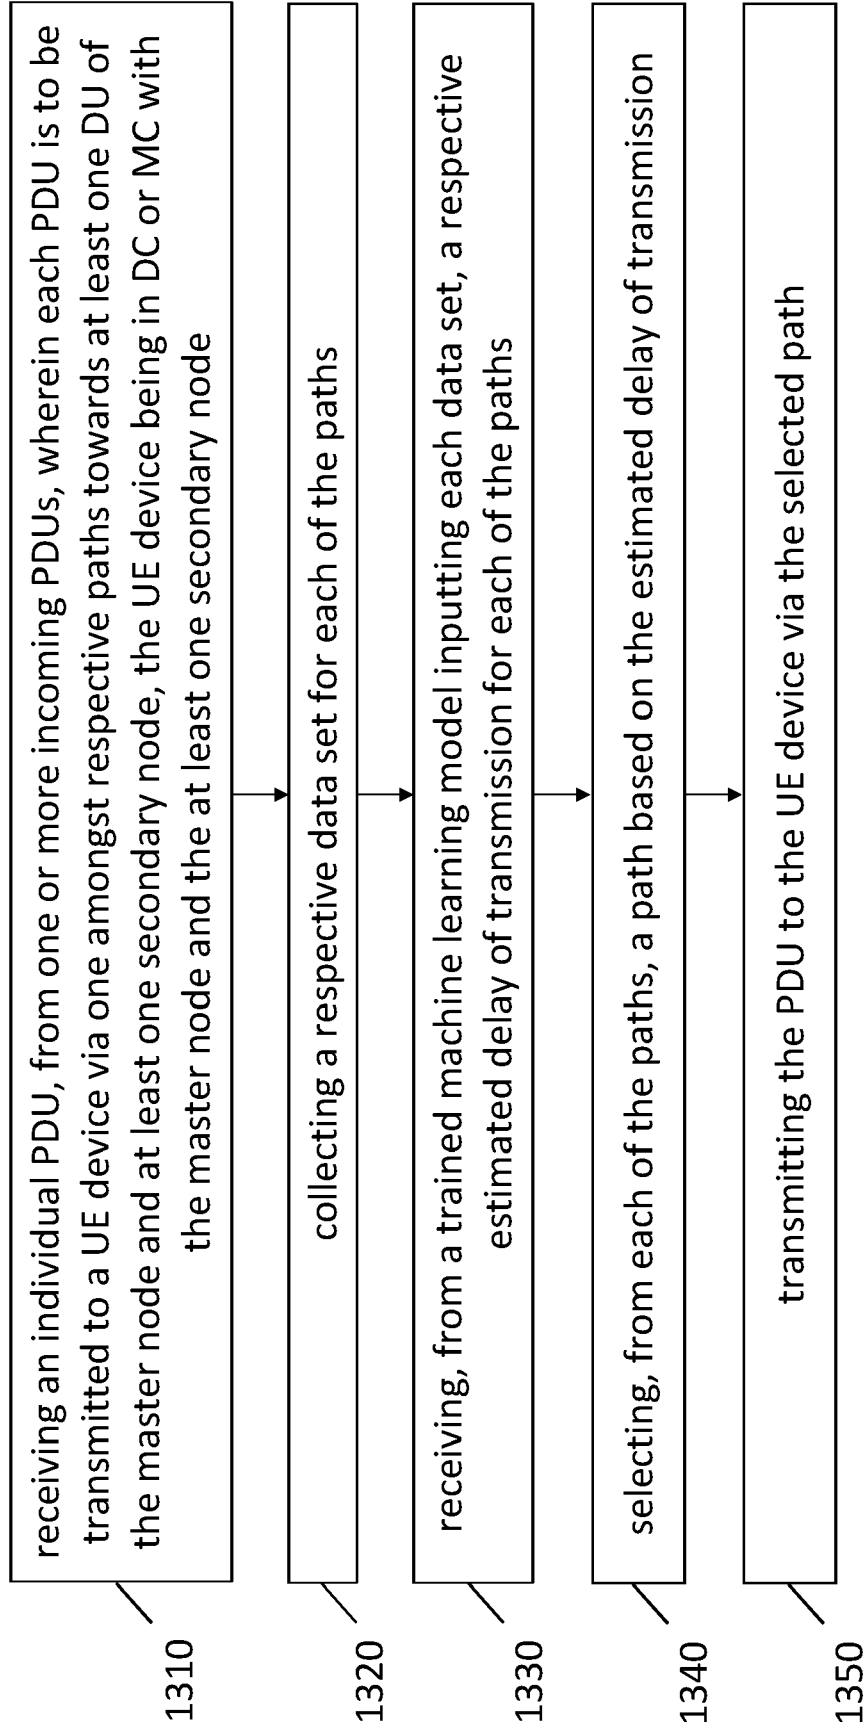 receiving an individual PDU, from one or more incoming PDUs, wherein each PDU is to be
transmitted to a UE device via one amongst respective paths towards at least one DU of
the master node and at least one secondary node, the UE device being in DC or MC with
the master node and the at least one secondary node
1310
collecting a respective data set for each of the paths
1320
receiving, from a trained machine learning model inputting each data set, a respective
estimated delay of transmission for each of the paths
1330
selecting, from each of the paths, a path based on the estimated delay of transmission
1340
transmitting the PDU to the UE device via the selected path
1350